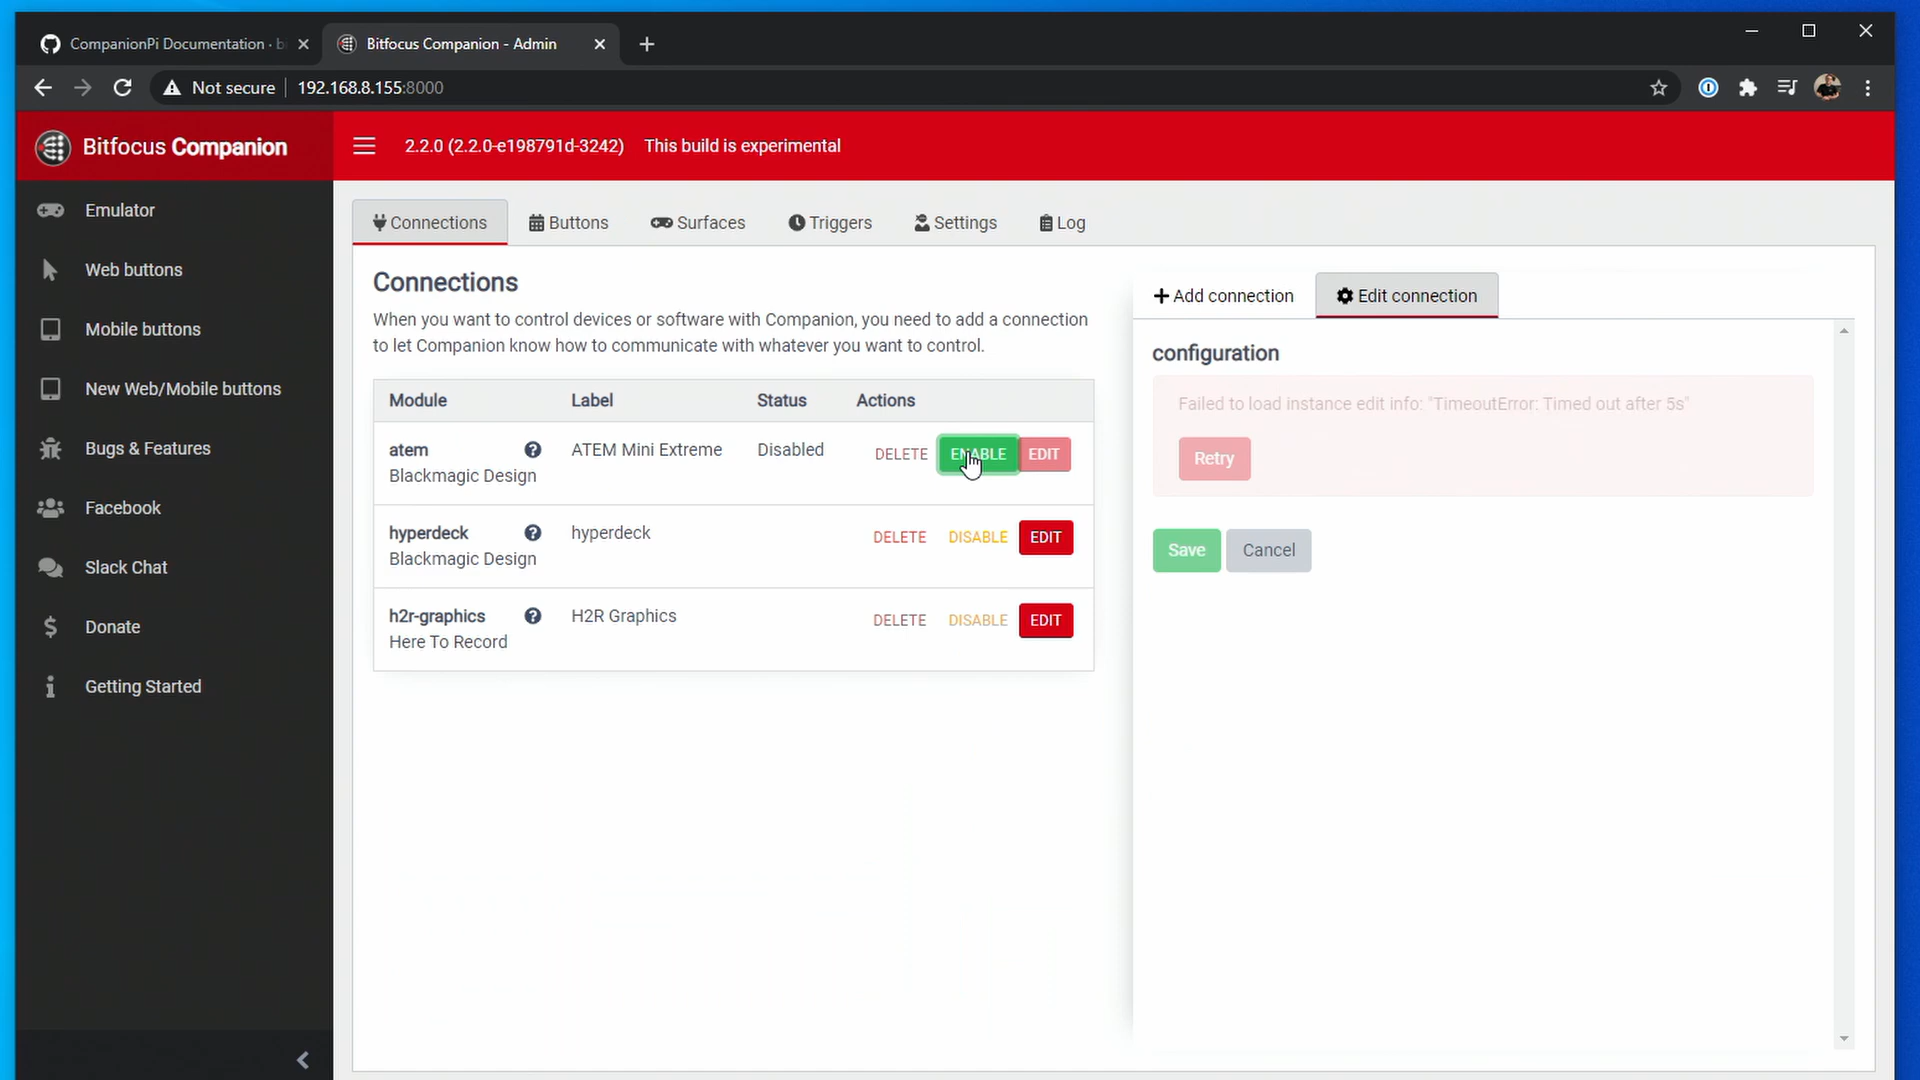 CompanionPi Documentation · b
Bitfocus Companion - Admin
Not secure
192.168.8.155:8000
Bitfocus Companion
2.2.0 (2.2.0-e198791d-3242)
This build is experimental
Emulator
Web buttons
Mobile buttons
New Web/Mobile buttons
Bugs & Features
Facebook
Slack Chat
Donate
Getting Started
Connections
Buttons
Surfaces
Triggers
Settings
Log
Connections
When you want to control devices or software with Companion, you need to add a connection
to let Companion know how to communicate with whatever you want to control.
Module Label Status Actions
atem ATEM Mini Extreme Disabled DELETE ENABLE EDIT
Blackmagic Design
hyperdeck hyperdeck DELETE DISABLE EDIT
Blackmagic Design
h2r-graphics H2R Graphics DELETE DISABLE EDIT
Here To Record
Add connection
Edit connection
configuration
Failed to load instance edit info: "TimeoutError: Timed out after 5s"
Retry
Save
Cancel